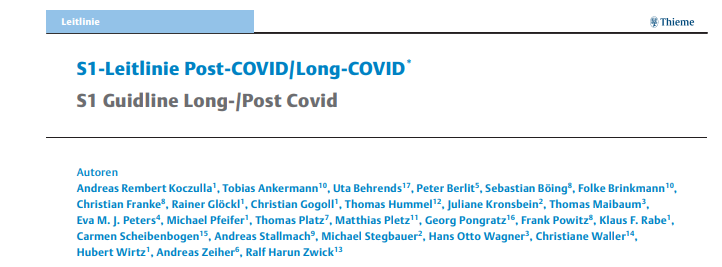 Leitlinie
Thieme
S1-Leitlinie Post-COVID/Long-COVID*
S1 Guidline Long-/Post Covid
Autoren
Andreas Rembert Koczulla¹, Tobias Ankermann¹⁰, Uta Behrends¹⁷, Peter Berlit⁵, Sebastian Böing⁸, Folke Brinkmann¹⁰,
Christian Franke⁸, Rainer Glöckl¹, Christian Gogoll¹, Thomas Hummel¹², Juliane Kronsbein², Thomas Maibaum³,
Eva M. J. Peters⁴, Michael Pfeifer¹, Thomas Platz⁷, Matthias Pletz¹¹, Georg Pongratz¹⁶, Frank Powitz⁸, Klaus F. Rabe¹,
Carmen Scheibenbogen¹⁵, Andreas Stallmach⁹, Michael Stegbauer², Hans Otto Wagner³, Christiane Waller¹⁴,
Hubert Wirtz¹, Andreas Zeiher⁶, Ralf Harun Zwick¹³